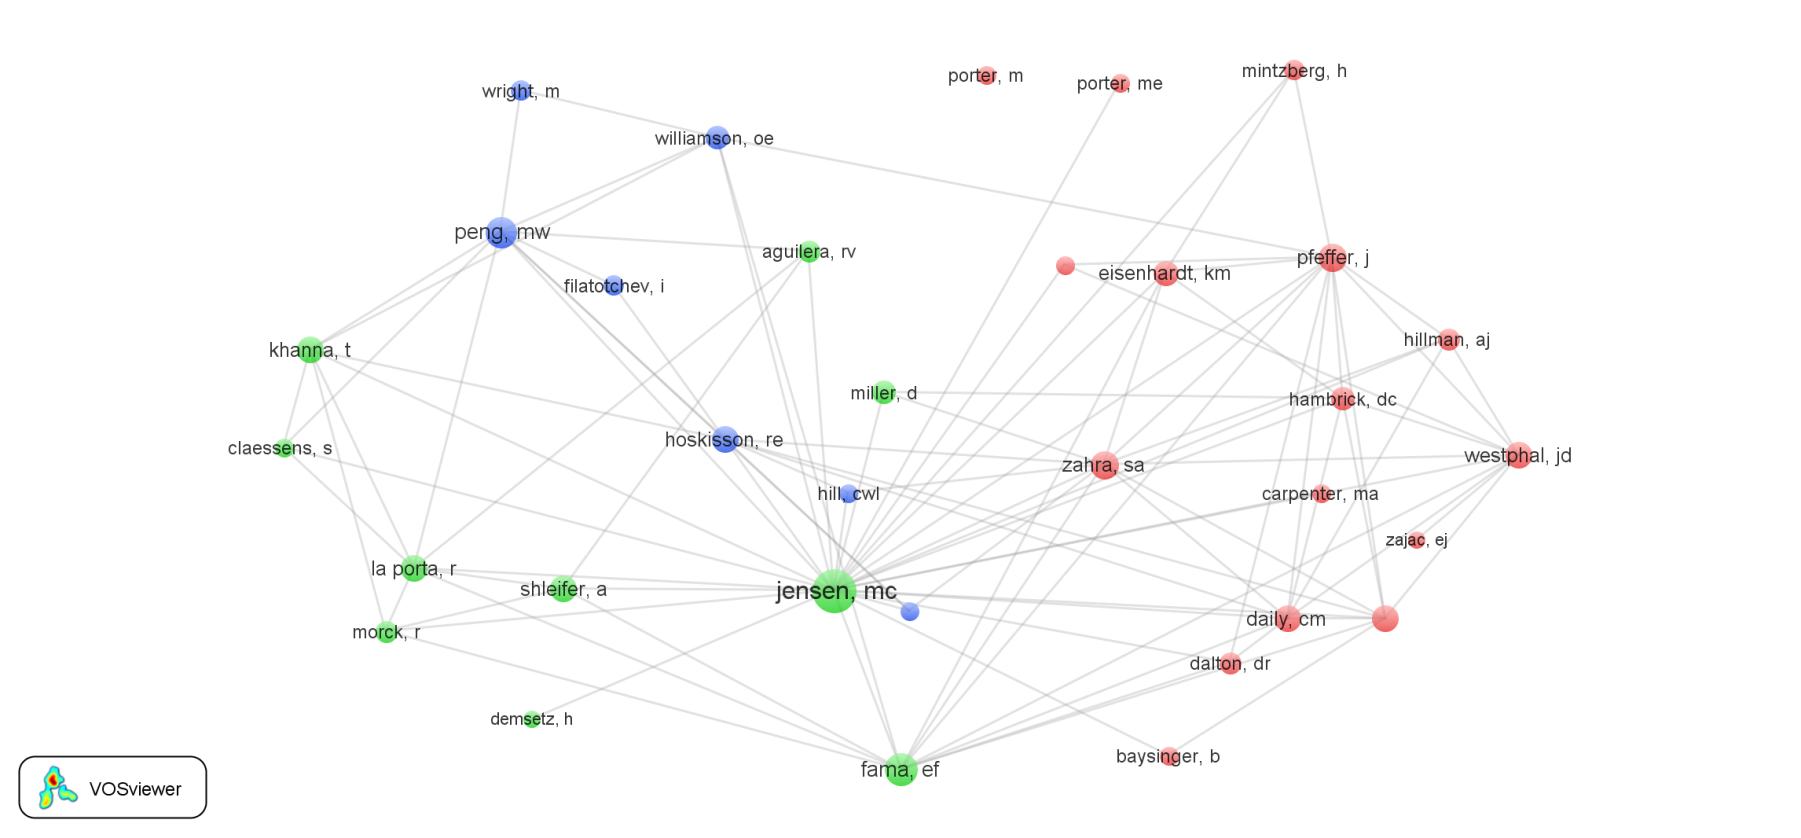 porter, m
mintzberg, h
porter, me
wright, m
williamson, oe
peng, mw
aguilera, rv
pfeffer, j
eisenhardt, km
filatotchev, i
hillman, aj
khanna, t
miller, d
hambrick, dc
hoskisson, re
claessens, s
westphal, jd
zahra, sa
hill, cwl
carpenter, ma
zajac, ej
la porta, r
shleifer, a
jensen, mc
daily, cm
morck, r
dalton, dr
demsetz, h
baysinger, b
fama, ef
VOSviewer